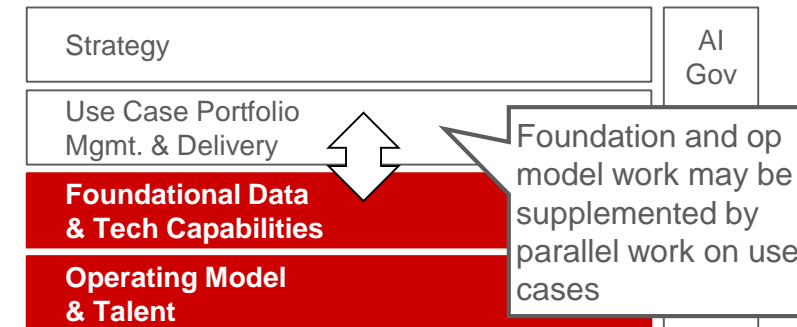 Strategy
AI
Gov
Use Case Portfolio
Mgmt. & Delivery
Foundation and op
model work may be
supplemented by
parallel work on use
cases
Foundational Data
& Tech Capabilities
Operating Model
& Talent